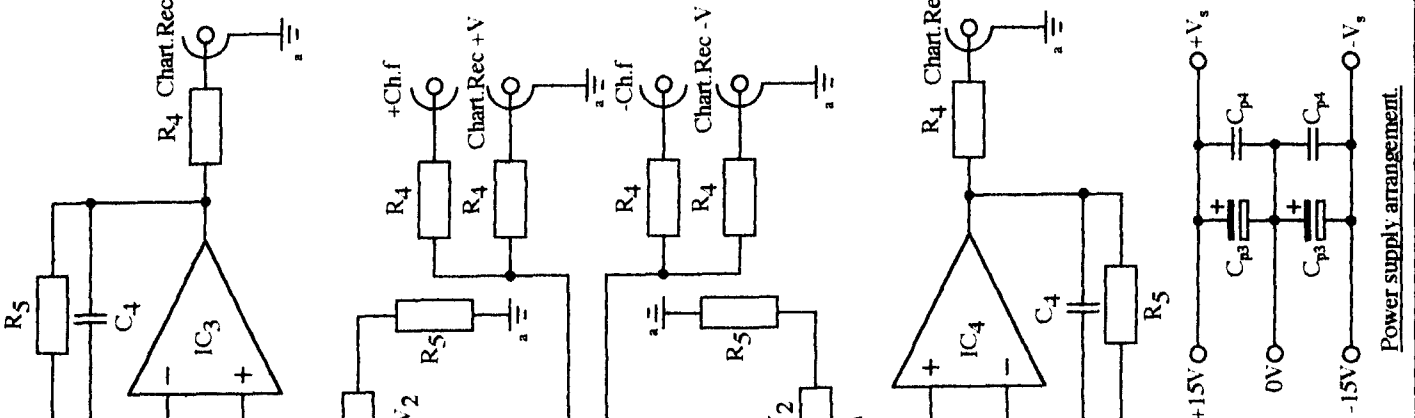 Chart.Rec
a
R4
R5
C4
IC3
−
+
+Ch.f
Chart.Rec +V
a
R4
R4
R5
a
-Ch.f
Chart.Rec -V
a
R4
R4
a
R5
Chart.Re
a
R4
IC4
+
−
C4
R5
+Vs
-Vs
Cp4
Cp4
+
+
Cp3
Cp3
+15V
0V
-15V
Power supply arrangement.